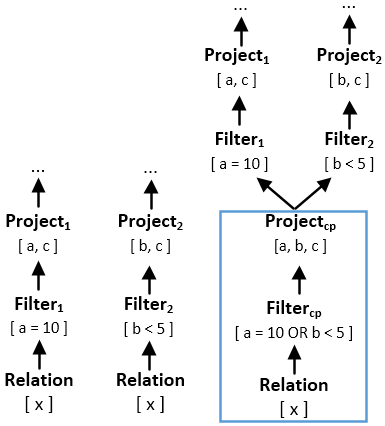 ...
...
Project1
Project2
[ a, c ]
[ b, c ]
Filter1
Filter2
[ a = 10 ]
[ b < 5 ]
...
...
Project1
Project2
Projectcp
[ a, c ]
[ b, c ]
[a, b, c]
Filter1
Filter2
Filtercp
[ a = 10 ]
[ b < 5 ]
[ a = 10 OR b < 5 ]
Relation
Relation
Relation
[ x ]
[ x ]
[ x ]